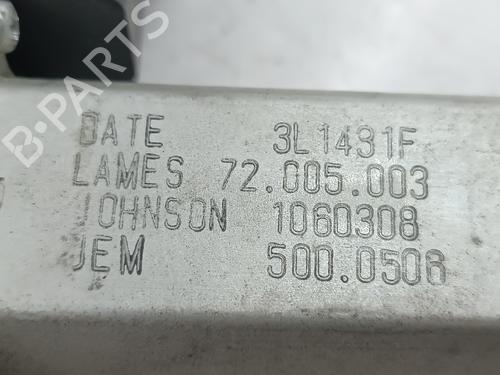 DATE 3L1431F
LAMES 72.005.003
JOHNSON 1060308
JEM 500.0506
B-PARTS